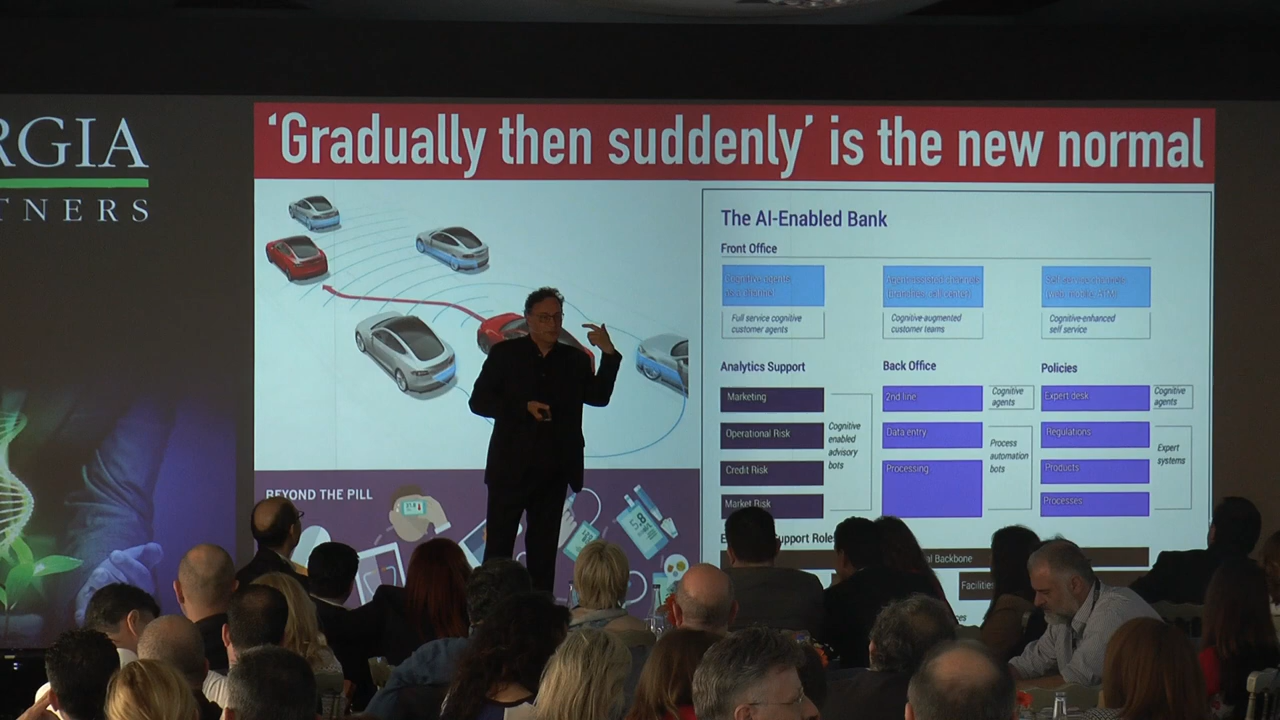 RGIA
TNERS
‘Gradually then suddenly’ is the new normal
The AI-Enabled Bank
Front Office
Full service cognitive
customer agents
Cognitive augmented
customer teams
Cognitive-enhanced
self service
Analytics Support
Marketing
Operational Risk
Credit Risk
Market Risk
Cognitive
enabled
advisory
bots
Back Office
2nd line
Data entry
Processing
Cognitive
agents
Process
automation
bots
Policies
Expert desk
Regulations
Products
Processes
Cognitive
agents
Expert
systems
BEYOND THE PILL
Support Roles
Backbone